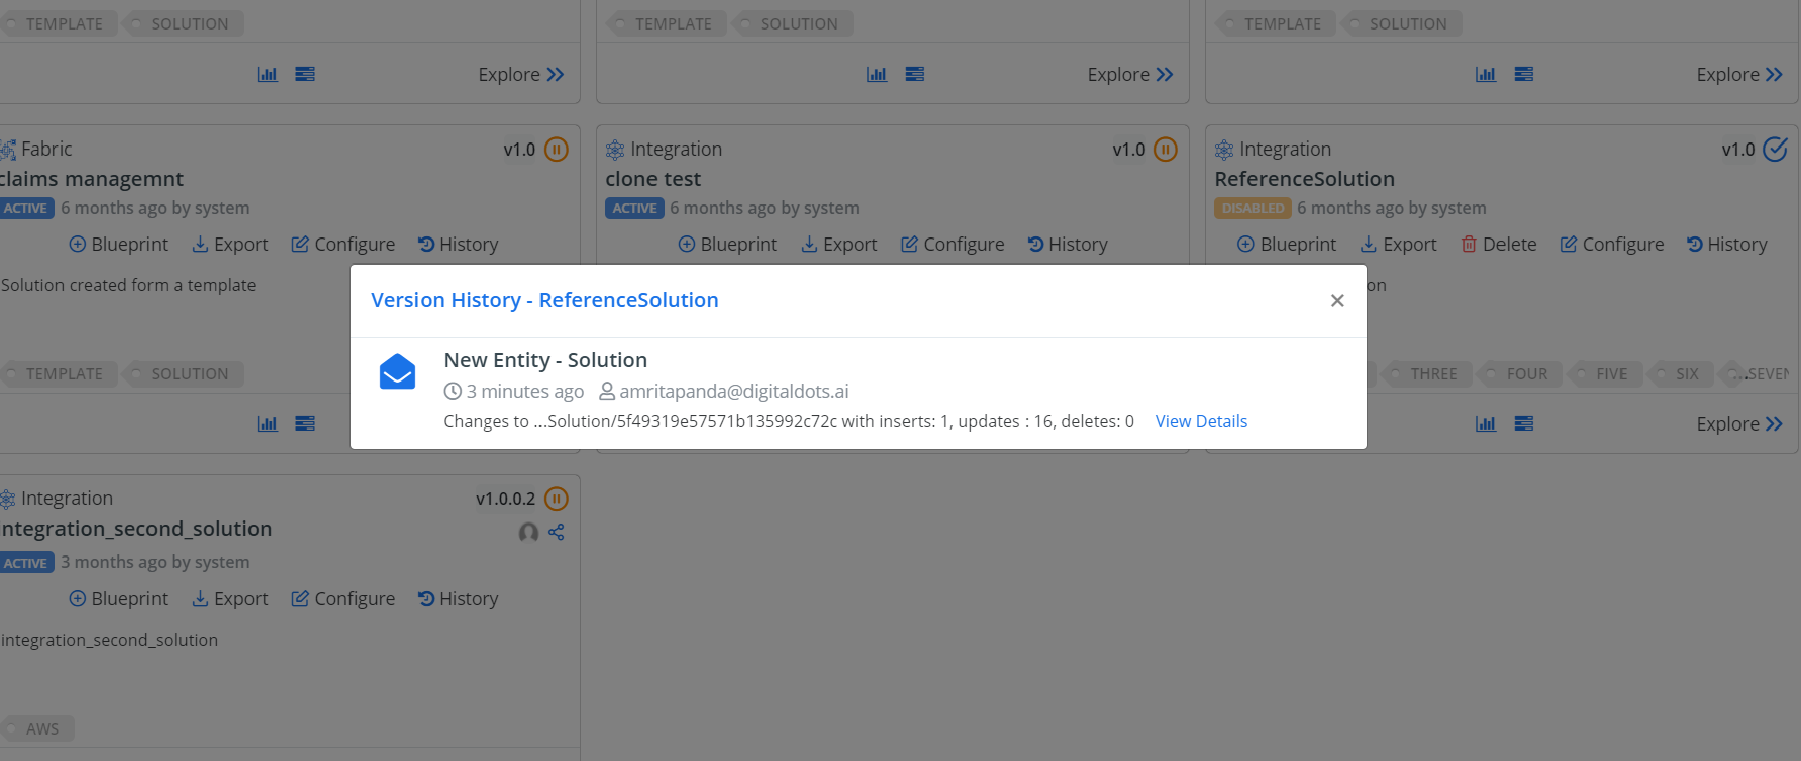 TEMPLATE SOLUTION
TEMPLATE SOLUTION
TEMPLATE SOLUTION
Explore
Explore
Explore
Fabric v1.0
claims managemnt
ACTIVE 6 months ago by system
Blueprint Export Configure History
Solution created form a template
TEMPLATE SOLUTION
Integration v1.0
clone test
ACTIVE 6 months ago by system
Blueprint Export Configure History
Integration v1.0
ReferenceSolution
DISABLED 6 months ago by system
Blueprint Export Delete Configure History
on
THREE FOUR FIVE SIX ...SEVEN
Explore
Version History - ReferenceSolution ×
New Entity - Solution
3 minutes ago amritapanda@digitaldots.ai
Changes to ...Solution/5f49319e57571b135992c72c with inserts: 1, updates : 16, deletes: 0 View Details
Integration v1.0.0.2
integration_second_solution
ACTIVE 3 months ago by system
Blueprint Export Configure History
integration_second_solution
AWS